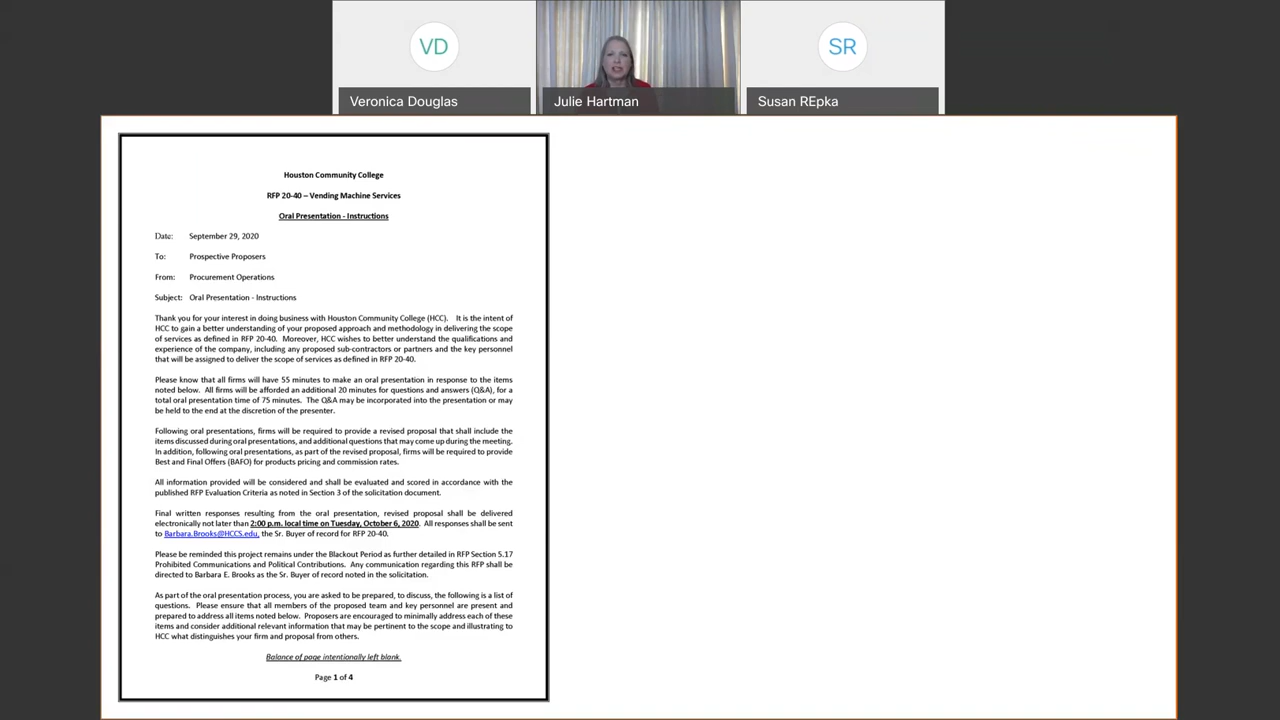 VD
SR
Veronica Douglas
Julie Hartman
Susan REpka
Houston Community College
RFP 20-40 – Vending Machine Services
Oral Presentation - Instructions
Date: September 29, 2020
To: Prospective Proposers
From: Procurement Operations
Subject: Oral Presentation - Instructions
Thank you for your interest in doing business with Houston Community College (HCC). It is the intent of
HCC to gain a better understanding of your proposed approach and methodology in delivering the scope
of services as defined in RFP 20-40. Moreover, HCC wishes to better understand the qualifications and
experience of the company, including any proposed sub-contractors or partners and the key personnel
that will be assigned to deliver the scope of services as defined in RFP 20-40.
Please know that all firms will have 55 minutes to make an oral presentation in response to the items
noted below. All firms will be afforded an additional 20 minutes for questions and answers (Q&A), for a
total oral presentation time of 75 minutes. The Q&A may be incorporated into the presentation or may
be held to the end at the discretion of the presenter.
Following oral presentations, firms will be required to provide a revised proposal that shall include the
items discussed during oral presentations, and additional questions that may come up during the meeting.
In addition, following oral presentations, as part of the revised proposal, firms will be required to provide
Best and Final Offers (BAFO) for products pricing and commission rates.
All information provided will be considered and shall be evaluated and scored in accordance with the
published RFP Evaluation Criteria as noted in Section 3 of the solicitation document.
Final written responses resulting from the oral presentation, revised proposal shall be delivered
electronically not later than 2:00 p.m. local time on Tuesday, October 6, 2020. All responses shall be sent
to Barbara.Brooks@HCCS.edu, the Sr. Buyer of record for RFP 20-40.
Please be reminded this project remains under the Blackout Period as further detailed in RFP Section 5.17
Prohibited Communications and Political Contributions. Any communication regarding this RFP shall be
directed to Barbara E. Brooks as the Sr. Buyer of record noted in the solicitation.
As part of the oral presentation process, you are asked to be prepared, to discuss, the following is a list of
questions. Please ensure that all members of the proposed team and key personnel are present and
prepared to address all items noted below. Proposers are encouraged to minimally address each of these
items and consider additional relevant information that may be pertinent to the scope and illustrating to
HCC what distinguishes your firm and proposal from others.
Balance of page intentionally left blank.
Page 1 of 4